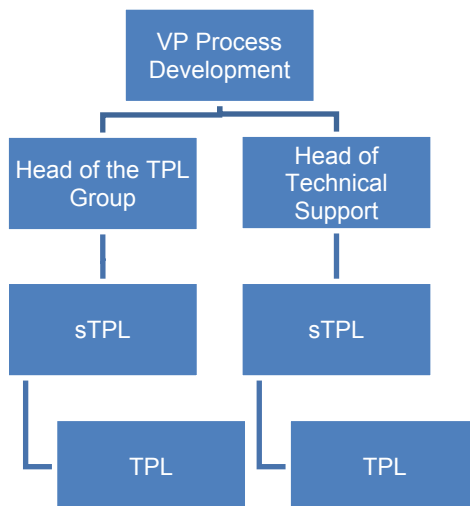 VP Process
Development
Head of the TPL
Group
Head of
Technical
Support
sTPL
sTPL
TPL
TPL